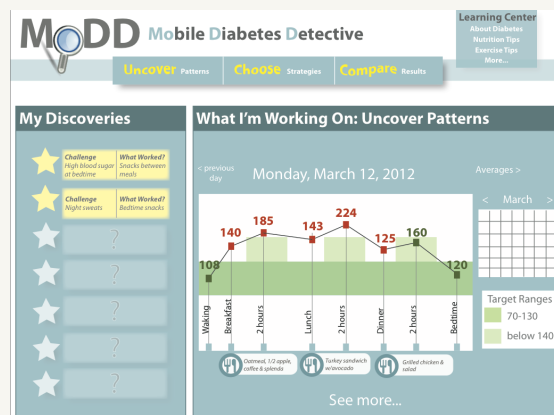 MoDD
Mobile Diabetes Detective
Learning Center
About Diabetes
Nutrition Tips
Exercise Tips
More...
Uncover Patterns
Choose Strategies
Compare Results
My Discoveries
Challenge
High blood sugar
at bedtime
What Worked?
Snacks between
meals
Challenge
Night sweats
What Worked?
Bedtime snacks
?
?
?
?
?
What I'm Working On: Uncover Patterns
< previous
day
Monday, March 12, 2012
Averages >
< March >
108
140
185
143
224
125
160
120
Waking
Breakfast
2 hours
Lunch
2 hours
Dinner
2 hours
Bedtime
Oatmeal, 1/2 apple,
coffee & splenda
Turkey sandwich
w/avocado
Grilled chicken &
salad
Target Ranges
70-130
below 140
See more...